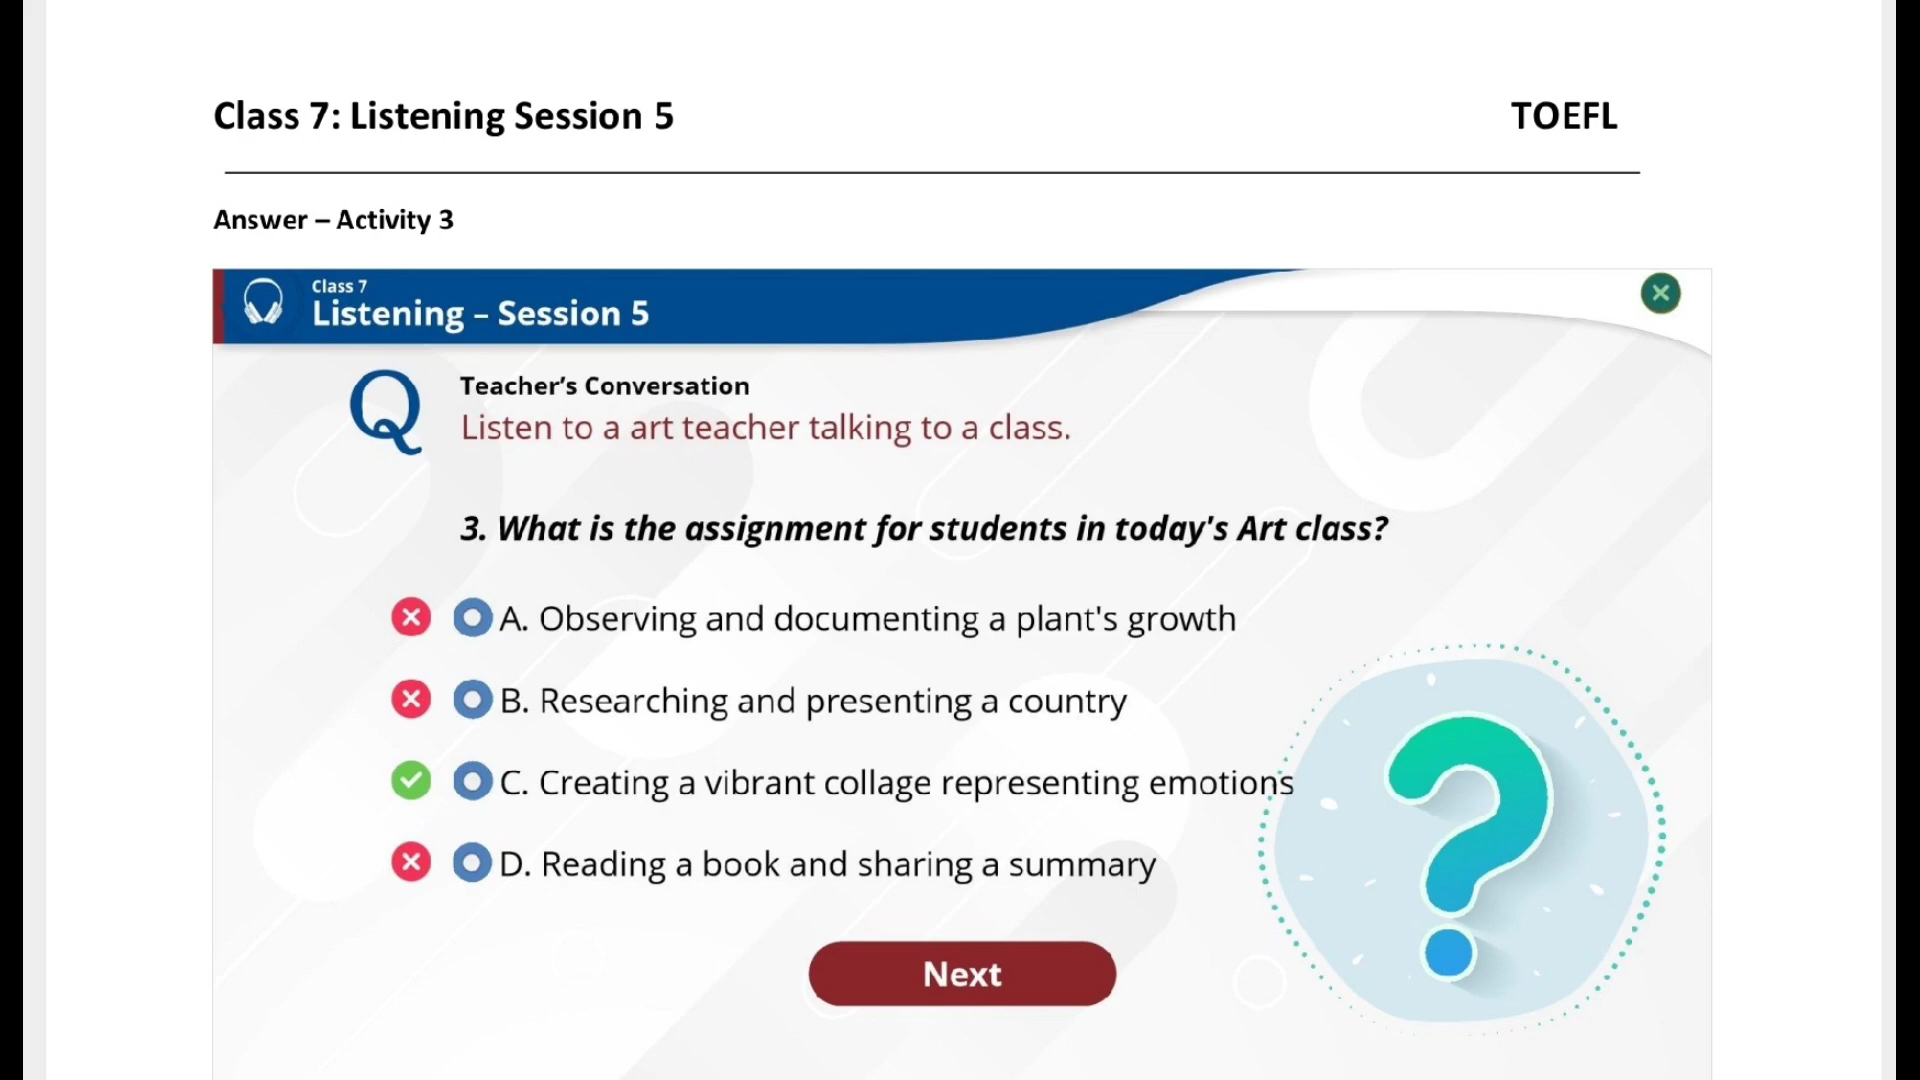 Class 7: Listening Session 5 TOEFL
Answer – Activity 3
Class 7
Listening – Session 5
Q
Teacher's Conversation
Listen to a art teacher talking to a class.
3. What is the assignment for students in today's Art class?
A. Observing and documenting a plant's growth
B. Researching and presenting a country
C. Creating a vibrant collage representing emotions
D. Reading a book and sharing a summary
Next